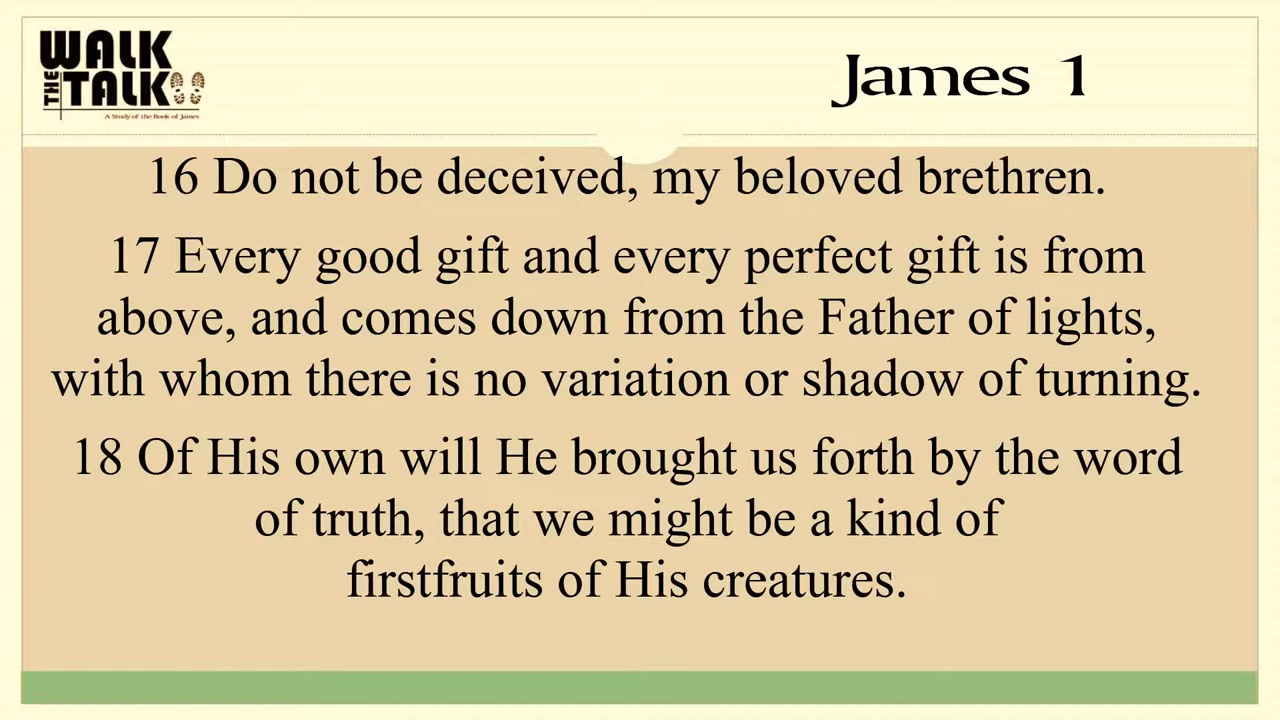 WALK
THE TALK
A Study of the Book of James
James 1
16 Do not be deceived, my beloved brethren.
17 Every good gift and every perfect gift is from
above, and comes down from the Father of lights,
with whom there is no variation or shadow of turning.
18 Of His own will He brought us forth by the word
of truth, that we might be a kind of
firstfruits of His creatures.